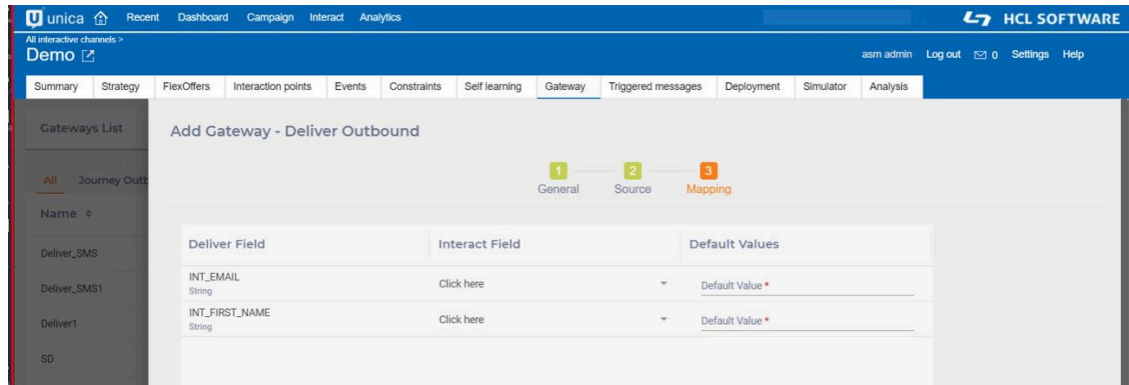 unica Recent Dashboard Campaign Interact Analytics HCL SOFTWARE
All interactive channels >
Demo asm admin Log out 0 Settings Help
Summary Strategy FlexOffers Interaction points Events Constraints Self learning Gateway Triggered messages Deployment Simulator Analysis
Gateways List Add Gateway - Deliver Outbound
1 2 3
General Source Mapping
All Journey Outb
Name
Deliver Field Interact Field Default Values
Deliver_SMS
INT_EMAIL
String
Click here Default Value *
Deliver_SMS1
INT_FIRST_NAME
String
Click here Default Value *
Deliver1
SD